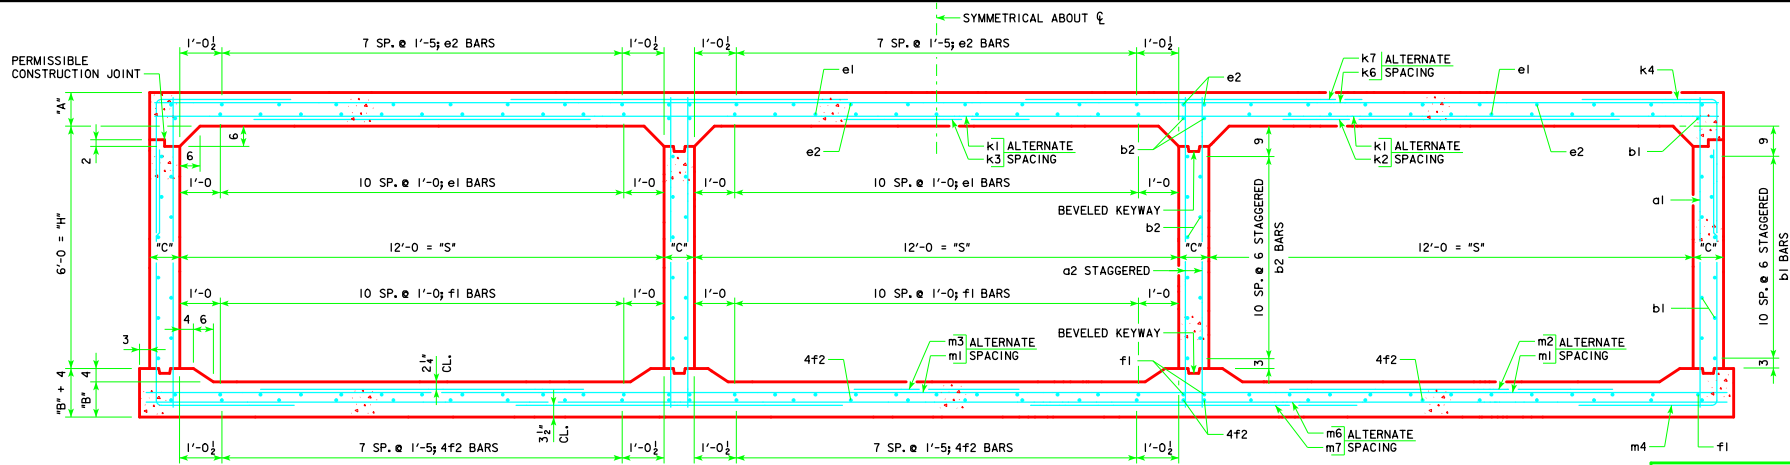 SYMMETRICAL ABOUT ℄
1'-0½
7 SP. @ 1'-5; e2 BARS
1'-0½
1'-0½
7 SP. @ 1'-5; e2 BARS
1'-0½
PERMISSIBLE
CONSTRUCTION JOINT
e1
e2
k7 ALTERNATE
k6 SPACING
e1
k4
"A"
2
6
6
e2
k1 ALTERNATE
k3 SPACING
b2
9
k1 ALTERNATE
k2 SPACING
e2
b1
9
1'-0
10 SP. @ 1'-0; e1 BARS
1'-0
1'-0
10 SP. @ 1'-0; e1 BARS
1'-0
BEVELED KEYWAY
b2
a1
6'-0 = "H"
"C"
12'-0 = "S"
"C"
12'-0 = "S"
"C"
12'-0 = "S"
"C"
a2 STAGGERED
10 SP. @ 6 STAGGERED
b2 BARS
10 SP. @ 6 STAGGERED
b1 BARS
1'-0
10 SP. @ 1'-0; f1 BARS
1'-0
1'-0
10 SP. @ 1'-0; f1 BARS
1'-0
b1
4
6
3
BEVELED KEYWAY
m3 ALTERNATE
m1 SPACING
f1
3
4f2
m2 ALTERNATE
m1 SPACING
3
2¼"
CL.
4f2
"B" + 4
"B"
4
3½"
CL.
4f2
m6 ALTERNATE
m7 SPACING
m4
f1
1'-0½
7 SP. @ 1'-5; 4f2 BARS
1'-0½
1'-0½
7 SP. @ 1'-5; 4f2 BARS
1'-0½